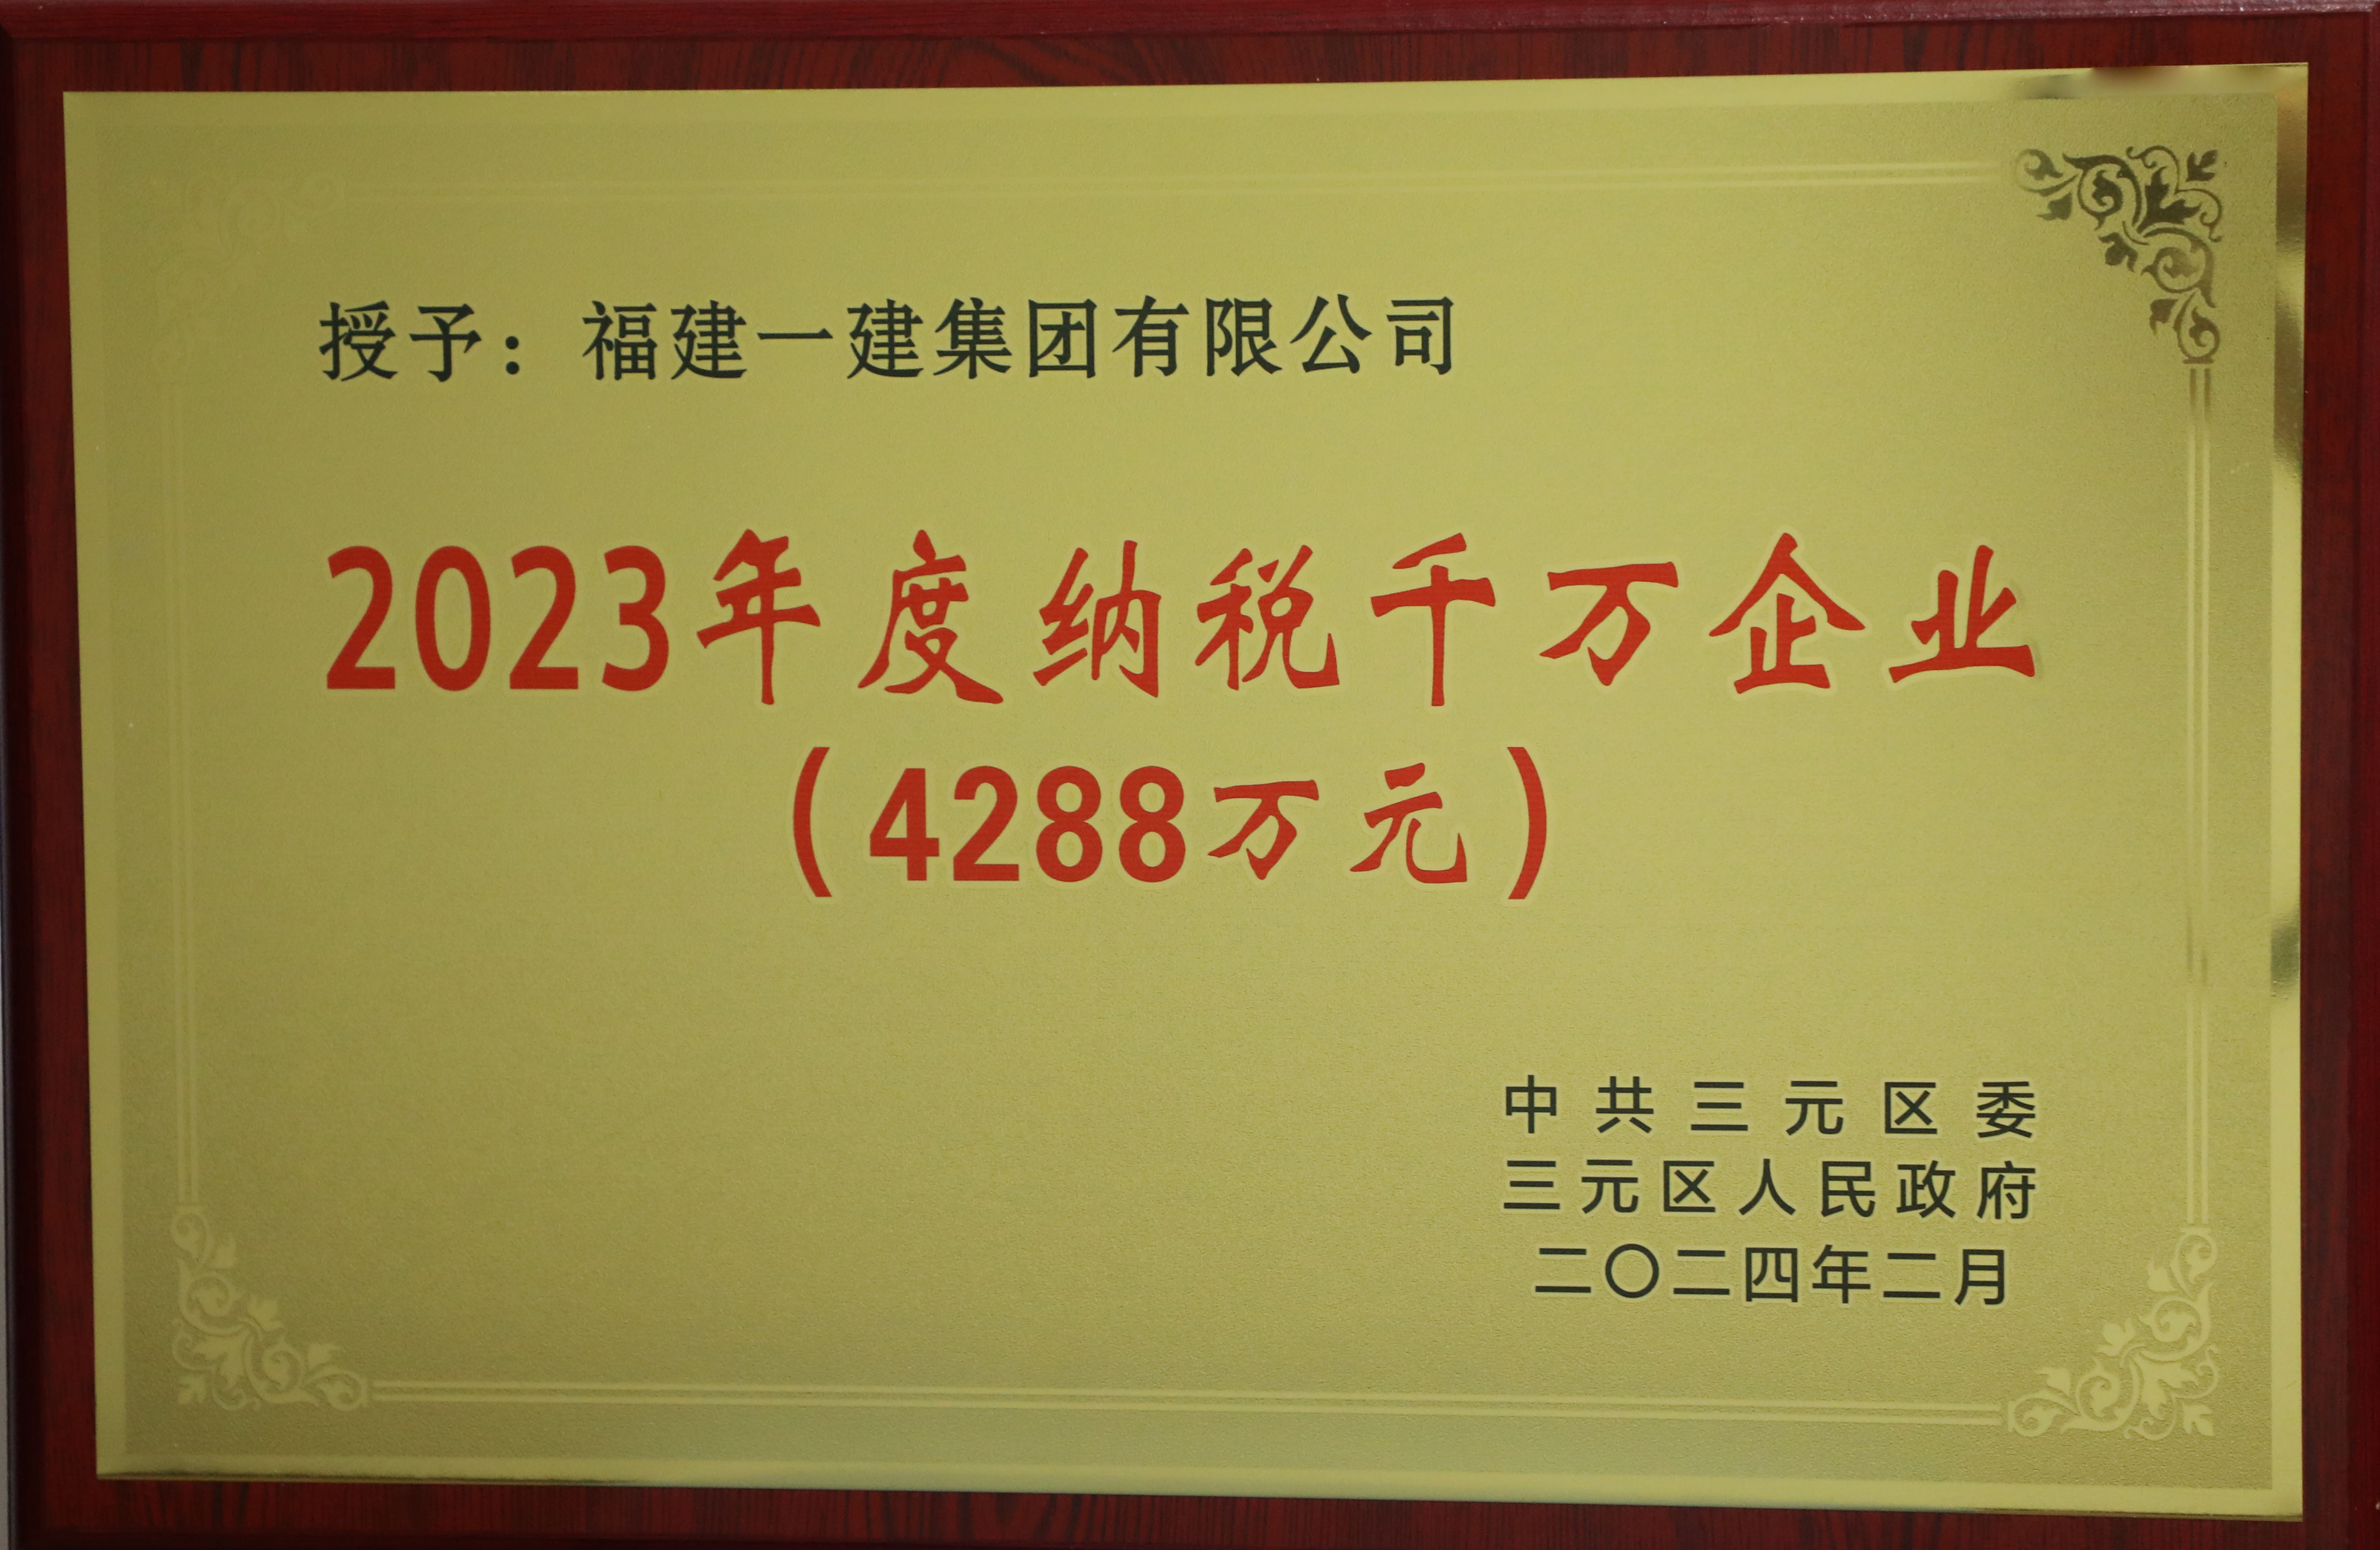 授予：福建一建集团有限公司
2023年度纳税千万企业
（4288万元）
中共三元区委
三元区人民政府
二〇二四年二月